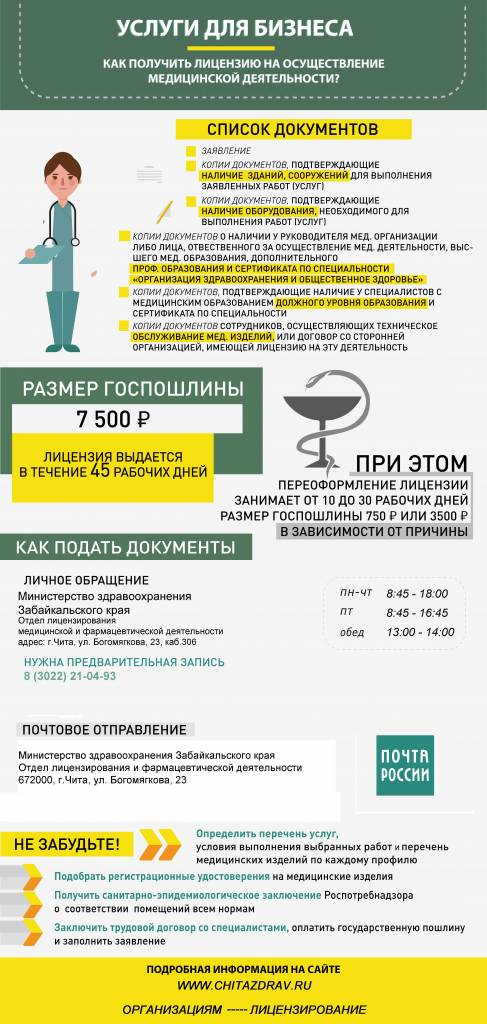 УСЛУГИ ДЛЯ БИЗНЕСА
КАК ПОЛУЧИТЬ ЛИЦЕНЗИЮ НА ОСУЩЕСТВЛЕНИЕ
МЕДИЦИНСКОЙ ДЕЯТЕЛЬНОСТИ?
СПИСОК ДОКУМЕНТОВ
ЗАЯВЛЕНИЕ
КОПИИ ДОКУМЕНТОВ, ПОДТВЕРЖДАЮЩИЕ
НАЛИЧИЕ ЗДАНИЙ, СООРУЖЕНИЙ ДЛЯ ВЫПОЛНЕНИЯ
ЗАЯВЛЕННЫХ РАБОТ (УСЛУГ)
КОПИИ ДОКУМЕНТОВ, ПОДТВЕРЖДАЮЩИЕ
НАЛИЧИЕ ОБОРУДОВАНИЯ, НЕОБХОДИМОГО ДЛЯ
ВЫПОЛНЕНИЯ РАБОТ (УСЛУГ)
КОПИИ ДОКУМЕНТОВ О НАЛИЧИИ У РУКОВОДИТЕЛЯ МЕД. ОРГАНИЗАЦИИ
ЛИБО ЛИЦА, ОТВЕСТВЕННОГО ЗА ОСУЩЕСТВЛЕНИЕ МЕД. ДЕЯТЕЛЬНОСТИ, ВЫС-
ШЕГО МЕД. ОБРАЗОВАНИЯ, ДОПОЛНИТЕЛЬНОГО
ПРОФ. ОБРАЗОВАНИЯ И СЕРТИФИКАТА ПО СПЕЦИАЛЬНОСТИ
«ОРГАНИЗАЦИЯ ЗДРАВООХРАНЕНИЯ И ОБЩЕСТВЕННОЕ ЗДОРОВЬЕ»
КОПИИ ДОКУМЕНТОВ, ПОДТВЕРЖДАЮЩИЕ НАЛИЧИЕ У СПЕЦИАЛИСТОВ С
МЕДИЦИНСКИМ ОБРАЗОВАНИЕМ ДОЛЖНОГО УРОВНЯ ОБРАЗОВАНИЯ И
СЕРТИФИКАТА ПО СПЕЦИАЛЬНОСТИ
КОПИИ ДОКУМЕНТОВ СОТРУДНИКОВ, ОСУЩЕСТВЛЯЮЩИХ ТЕХНИЧЕСКОЕ
ОБСЛУЖИВАНИЕ МЕД. ИЗДЕЛИЙ, ИЛИ ДОГОВОР СО СТОРОННЕЙ
ОРГАНИЗАЦИЕЙ, ИМЕЮЩЕЙ ЛИЦЕНЗИЮ НА ЭТУ ДЕЯТЕЛЬНОСТЬ
РАЗМЕР ГОСПОШЛИНЫ
7 500 ₽
ЛИЦЕНЗИЯ ВЫДАЕТСЯ
В ТЕЧЕНИЕ 45 РАБОЧИХ ДНЕЙ
ПРИ ЭТОМ
ПЕРЕОФОРМЛЕНИЕ ЛИЦЕНЗИИ
ЗАНИМАЕТ ОТ 10 ДО 30 РАБОЧИХ ДНЕЙ
РАЗМЕР ГОСПОШЛИНЫ 750 ₽ ИЛИ 3500 ₽
В ЗАВИСИМОСТИ ОТ ПРИЧИНЫ
КАК ПОДАТЬ ДОКУМЕНТЫ
ЛИЧНОЕ ОБРАЩЕНИЕ
Министерство здравоохранения
Забайкальского края
Отдел лицензирования
медицинской и фармацевтической деятельности
адрес: г.Чита, ул. Богомягкова, 23, каб.306
ПН-ЧТ 8:45 - 18:00
ПТ 8:45 - 16:45
обед 13:00 - 14:00
НУЖНА ПРЕДВАРИТЕЛЬНАЯ ЗАПИСЬ
8 (3022) 21-04-93
ПОЧТОВОЕ ОТПРАВЛЕНИЕ
Министерство здравоохранения Забайкальского края
Отдел лицензирования и фармацевтической деятельности
672000, г.Чита, ул. Богомягкова, 23
ПОЧТА
РОССИИ
НЕ ЗАБУДЬТЕ!
Определить перечень услуг,
условия выполнения выбранных работ и перечень
медицинских изделий по каждому профилю
Подобрать регистрационные удостоверения на медицинские изделия
Получить санитарно-эпидемиологическое заключение Роспотребнадзора
о соответствии помещений всем нормам
Заключить трудовой договор со специалистами, оплатить государственную пошлину
и заполнить заявление
ПОДРОБНАЯ ИНФОРМАЦИЯ НА САЙТЕ
WWW.CHITAZDRAV.RU
ОРГАНИЗАЦИЯМ ----- ЛИЦЕНЗИРОВАНИЕ